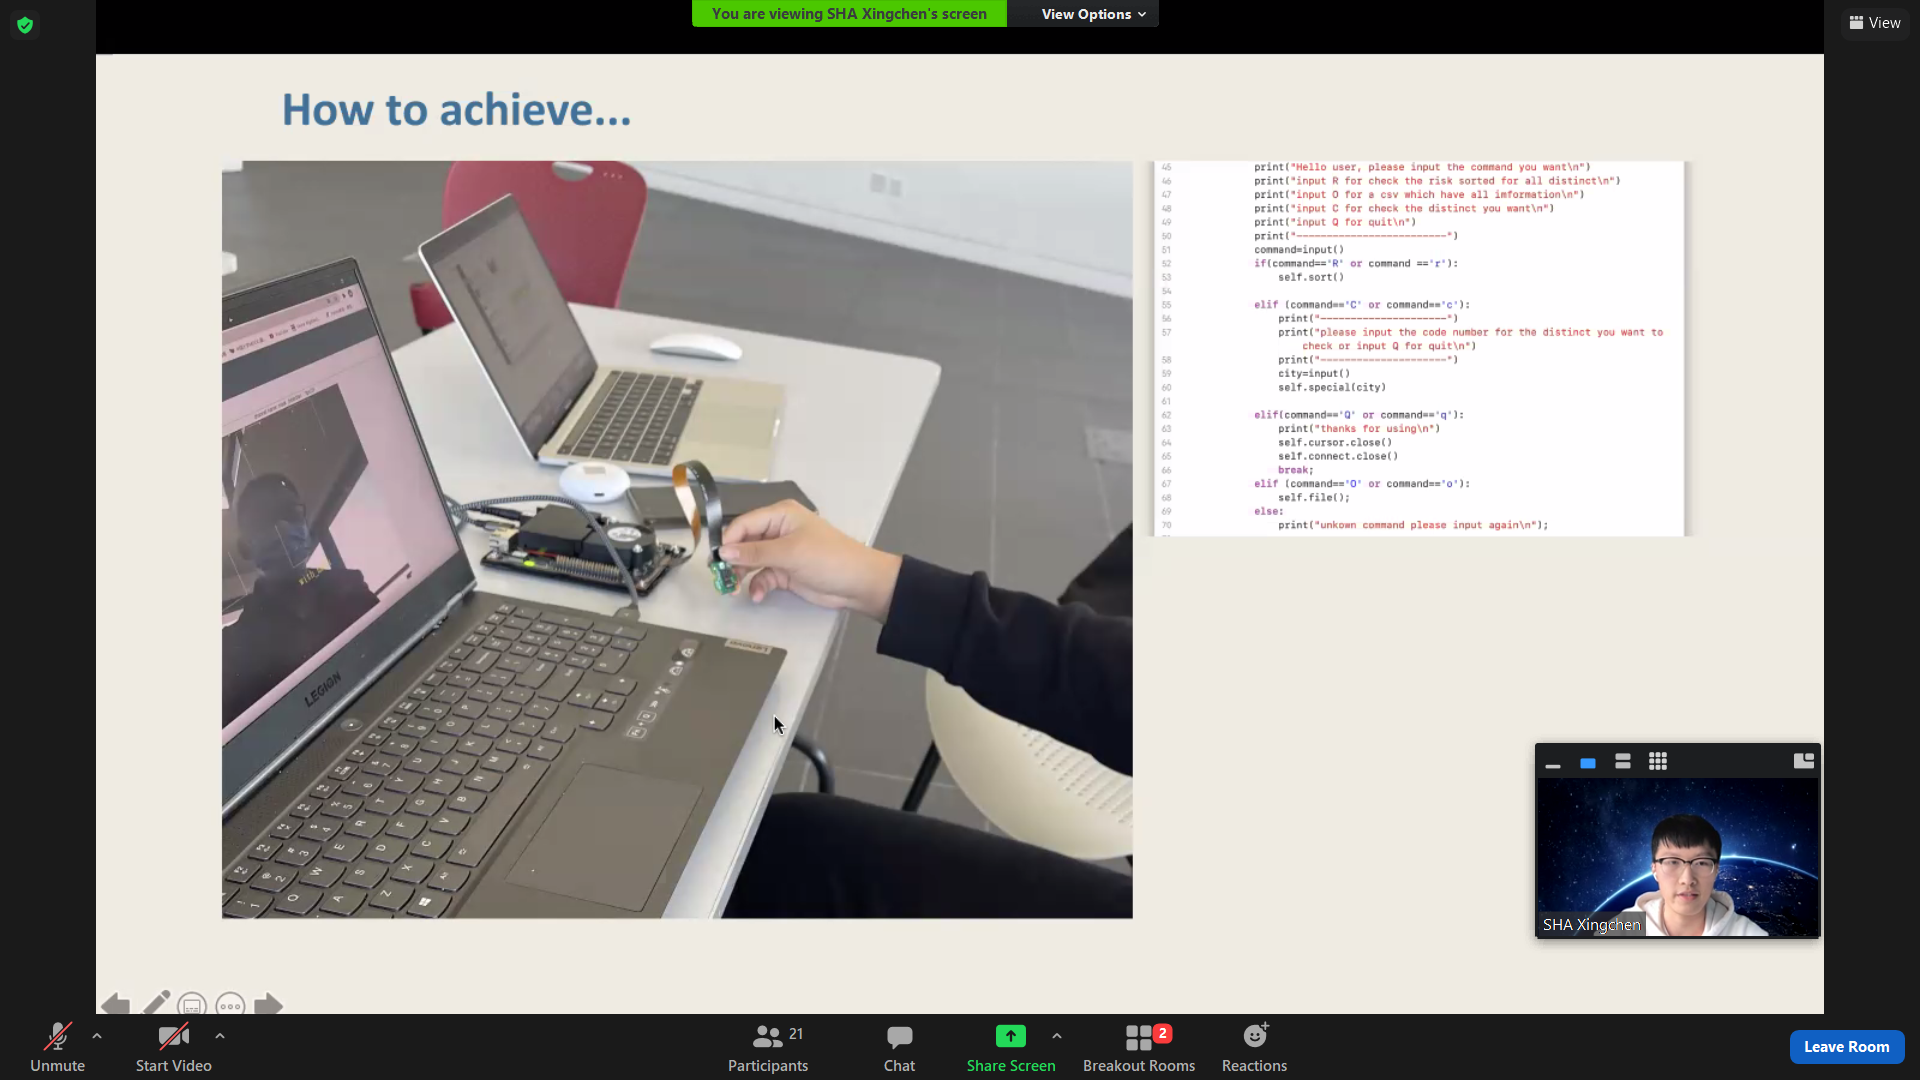 You are viewing SHA Xingchen's screen
View Options
View
How to achieve...
45 print("Hello user, please input the command you want\n")
46 print("input R for check the risk sorted for all distinct\n")
47 print("input O for a csv which have all imformation\n")
48 print("input C for check the distinct you want\n")
49 print("input Q for quit\n")
50 print("-------------------------")
51 command=input()
52 if(command=='R' or command =='r'):
53 self.sort()
54
55 elif (command=='C' or command=='c'):
56 print("---------------------")
57 print("please input the code number for the distinct you want to
check or input Q for quit\n")
58 print("---------------------")
59 city=input()
60 self.special(city)
61
62 elif(command=='Q' or command=='q'):
63 print("thanks for using\n")
64 self.cursor.close()
65 self.connect.close()
66 break;
67 elif (command=='O' or command=='o'):
68 self.file();
69 else:
70 print("unkown command please input again\n");
LEGION
Lenovo
SHA Xingchen
Unmute
Start Video
21
Participants
Chat
Share Screen
2
Breakout Rooms
Reactions
Leave Room